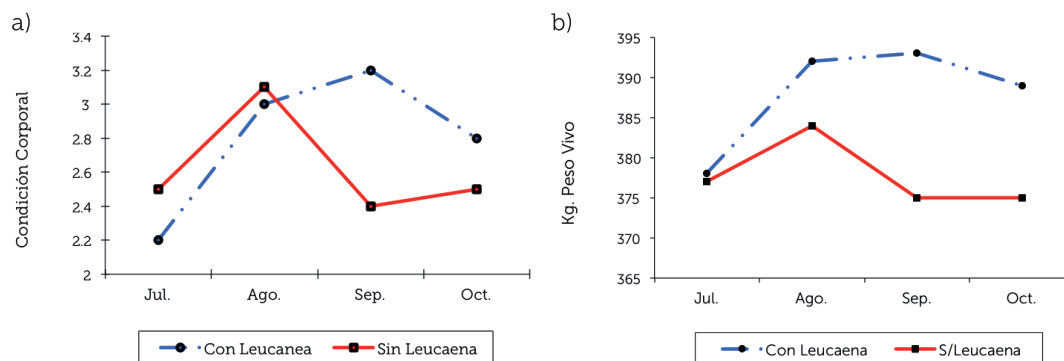 a)
Condición Corporal
3.4
3.2
3
2.8
2.6
2.4
2.2
2
Jul. Ago. Sep. Oct.
Con Leucanea Sin Leucaena
b)
Kg. Peso Vivo
395
390
385
380
375
370
365
Jul. Ago. Sep. Oct.
Con Leucaena S/Leucaena